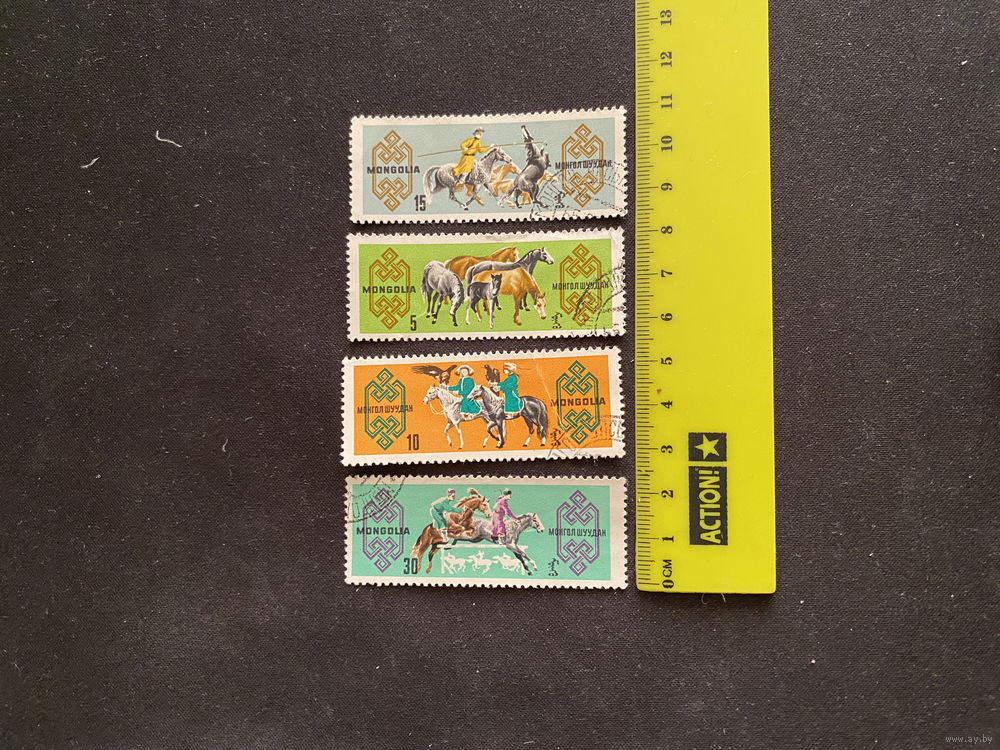 MONGOLIA
МОНГОЛ ШУУДАН
15
MONGOLIA
МОНГОЛ ШУУДАН
5
МОНГОЛ ШУУДАН
MONGOLIA
10
MONGOLIA
МОНГОЛ ШУУДАН
30
13
12
11
10
9
8
7
6
5
4
3
2
1
0 CM
ACTION!
www.ay.by